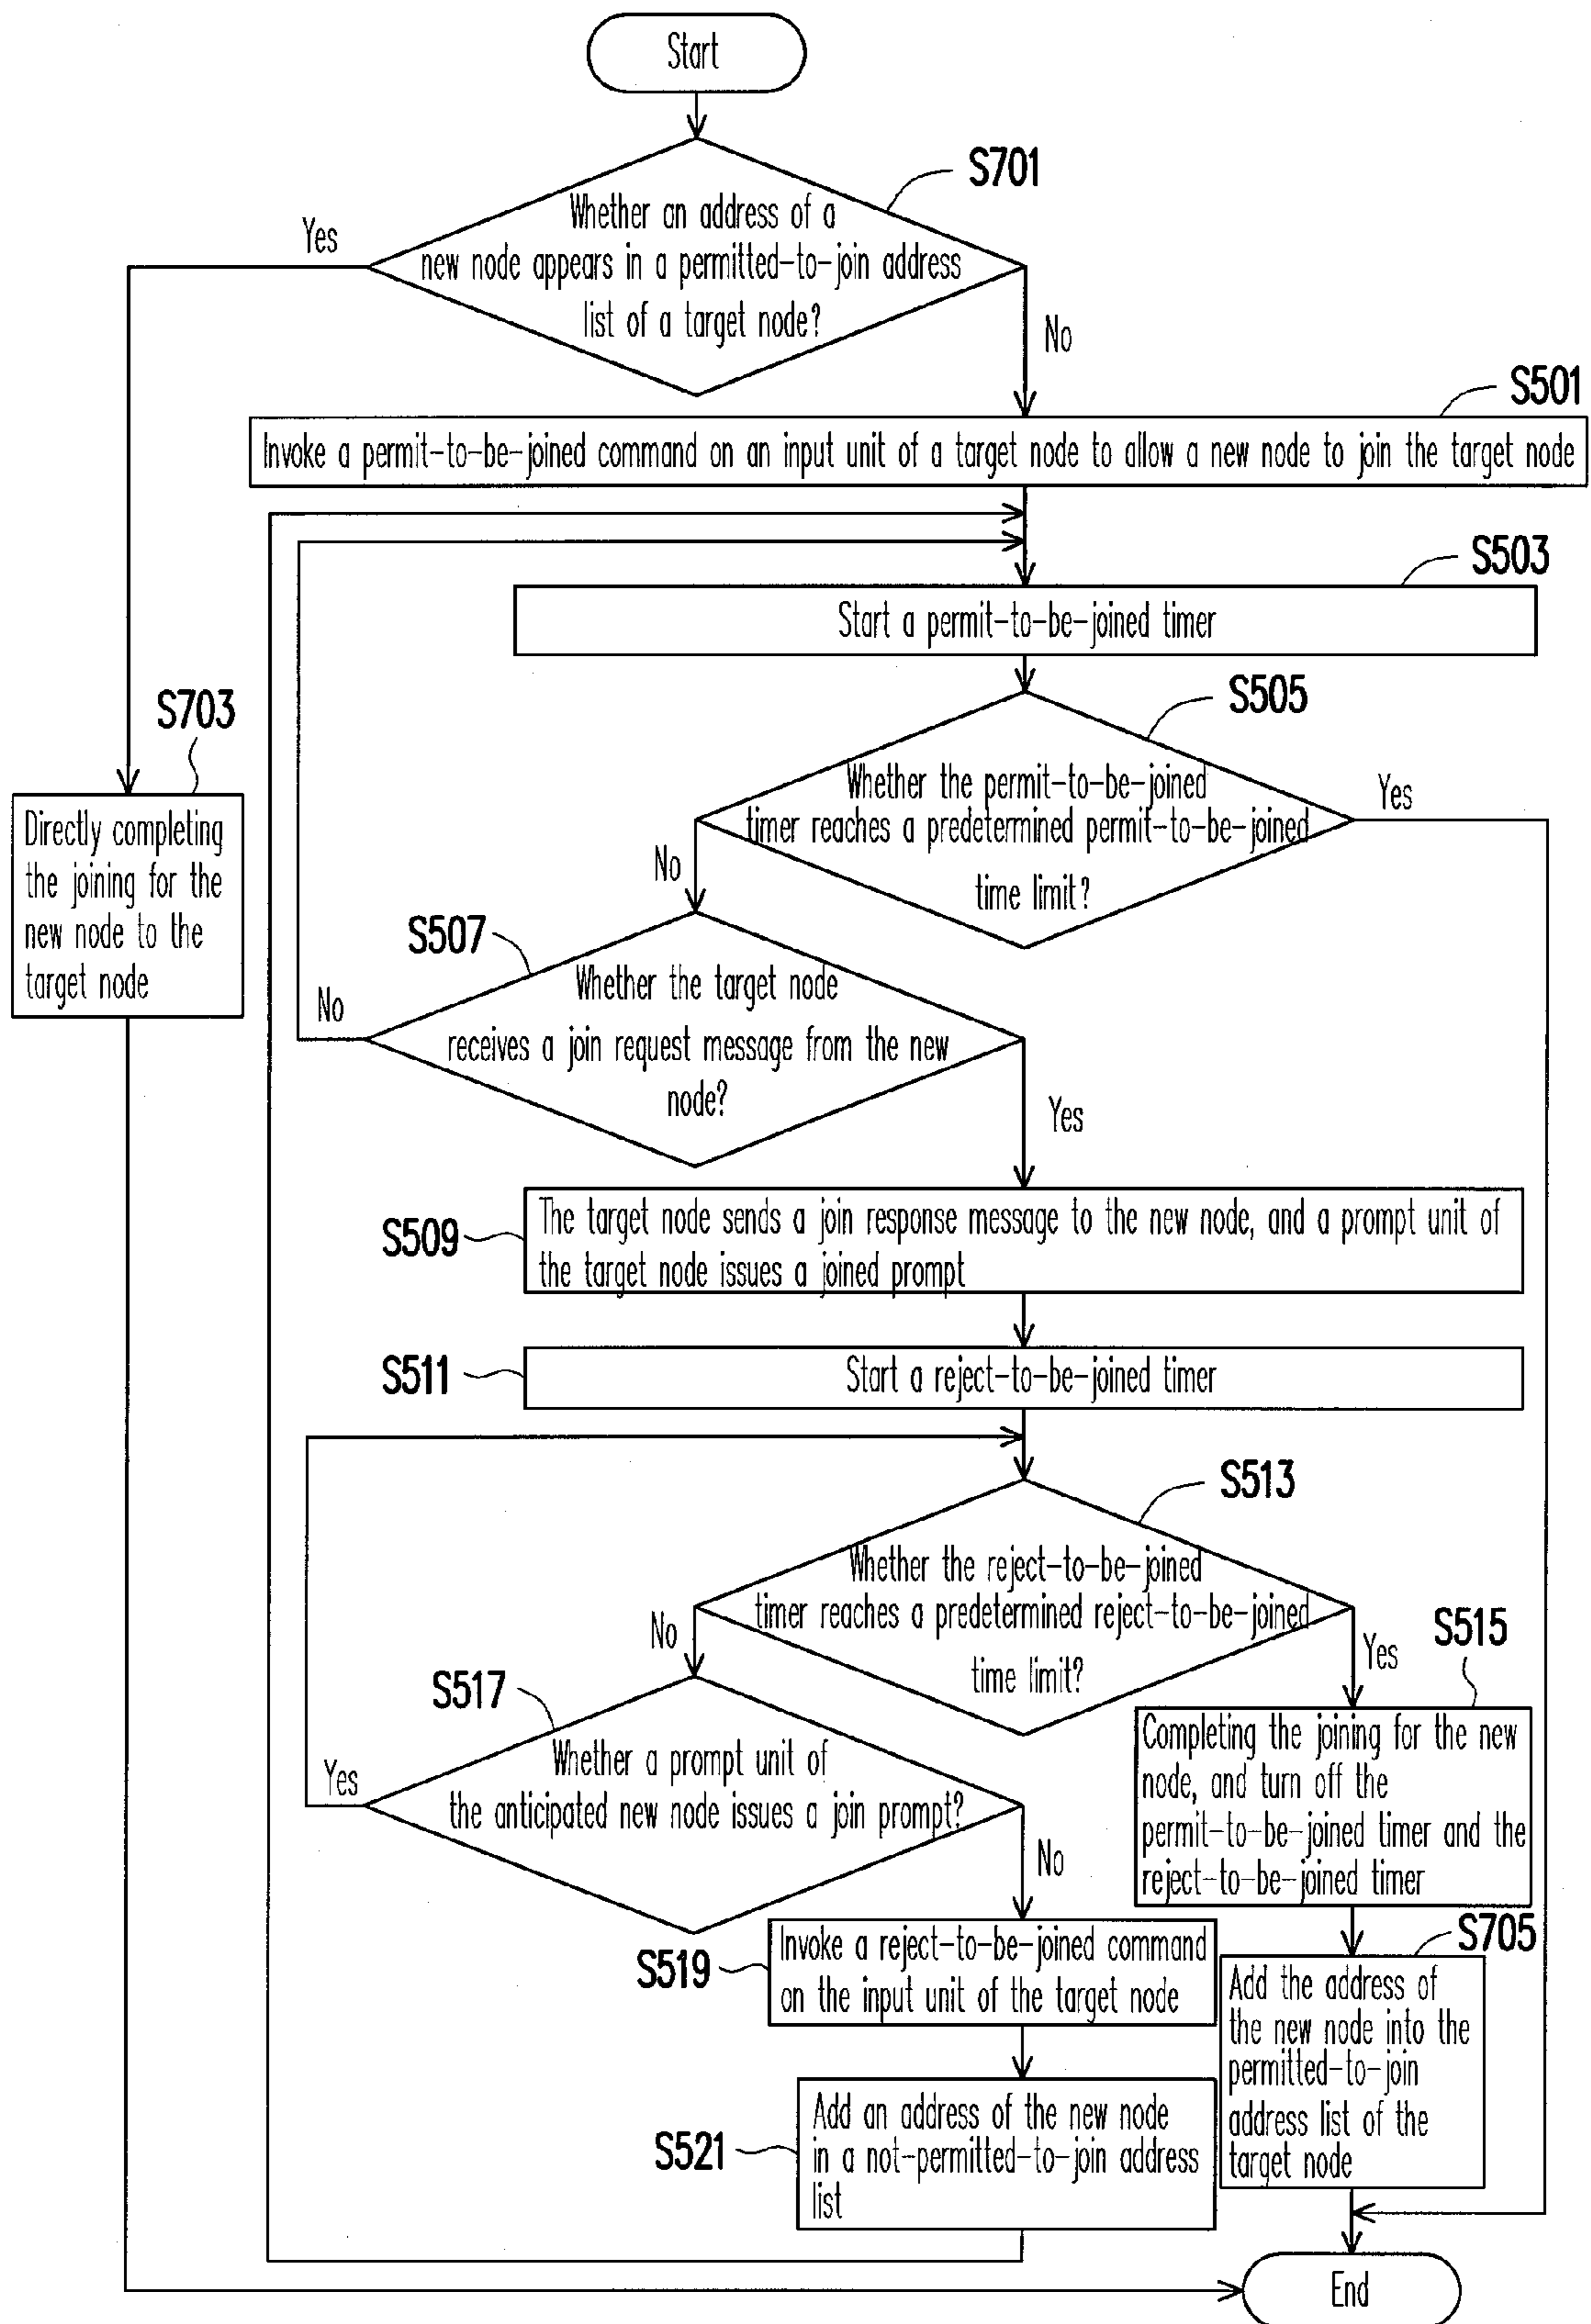 Start
S701
Whether an address of a
new node appears in a permitted-to-join address
list of a target node?
Yes
No
S501
Invoke a permit-to-be-joined command on an input unit of a target node to allow a new node to join the target node
S503
Start a permit-to-be-joined timer
S505
Whether the permit-to-be-joined
timer reaches a predetermined permit-to-be-joined
time limit?
Yes
No
S703
Directly completing
the joining for the
new node to the
target node
S507
Whether the target node
receives a join request message from the new
node?
No
Yes
S509
The target node sends a join response message to the new node, and a prompt unit of
the target node issues a joined prompt
S511
Start a reject-to-be-joined timer
S513
Whether the reject-to-be-joined
timer reaches a predetermined reject-to-be-joined
time limit?
No
Yes
S515
Completing the joining for the new
node, and turn off the
permit-to-be-joined timer and the
reject-to-be-joined timer
S517
Whether a prompt unit of
the anticipated new node issues a join prompt?
Yes
No
S519
Invoke a reject-to-be-joined command
on the input unit of the target node
S705
Add the address of
the new node into the
permitted-to-join
address list of the
target node
S521
Add an address of the new node
in a not-permitted-to-join address
list
End